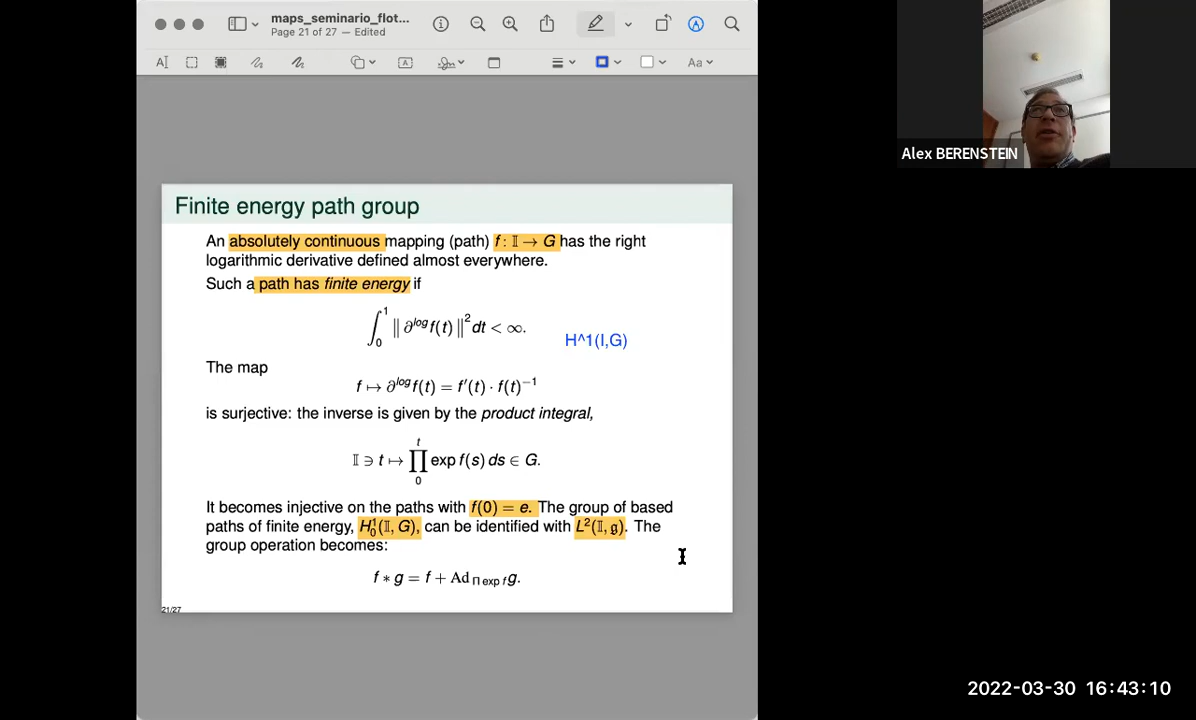 maps_seminario_flot...
Page 21 of 27 — Edited
Aa
Alex BERENSTEIN
Finite energy path group
An absolutely continuous mapping (path) f: 𝕀 → G has the right
logarithmic derivative defined almost everywhere.
Such a path has finite energy if
∫₀¹ ‖ ∂^log f(t) ‖² dt < ∞.
H^1(I,G)
The map
f ↦ ∂^log f(t) = f′(t) · f(t)⁻¹
is surjective: the inverse is given by the product integral,
𝕀 ∋ t ↦ ∏₀ᵗ exp f(s) ds ∈ G.
It becomes injective on the paths with f(0) = e. The group of based
paths of finite energy, H₀¹(𝕀, G), can be identified with L²(𝕀, 𝔤). The
group operation becomes:
f ∗ g = f + Ad_{∏ exp f} g.
21/27
2022-03-30 16:43:10